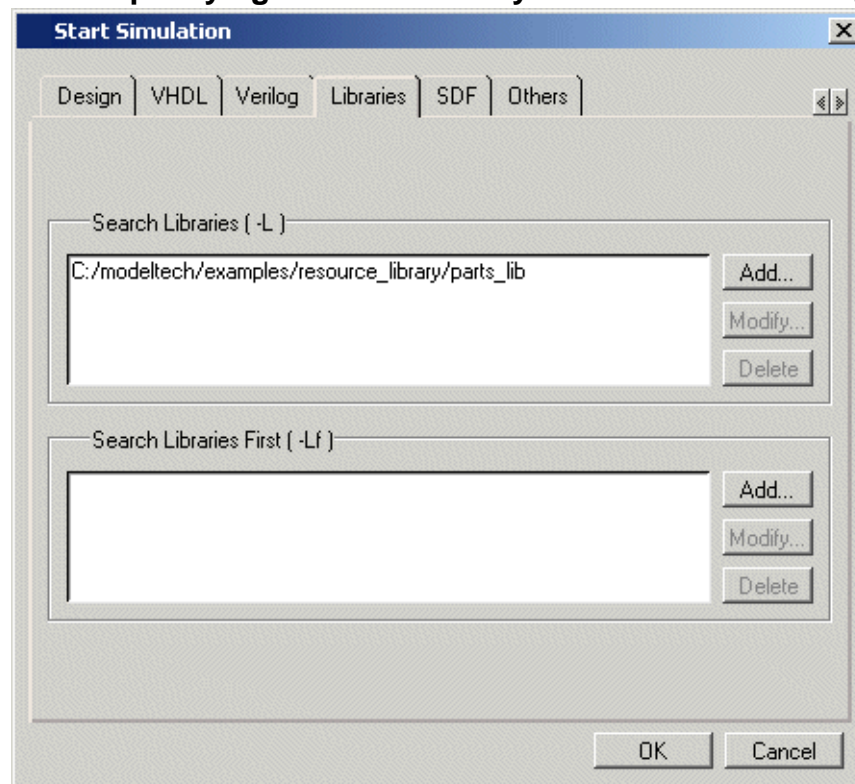 Start Simulation
Design VHDL Verilog Libraries SDF Others
Search Libraries ( -L )
C:/modeltech/examples/resource_library/parts_lib
Add...
Modify...
Delete
Search Libraries First ( -Lf )
Add...
Modify...
Delete
OK Cancel